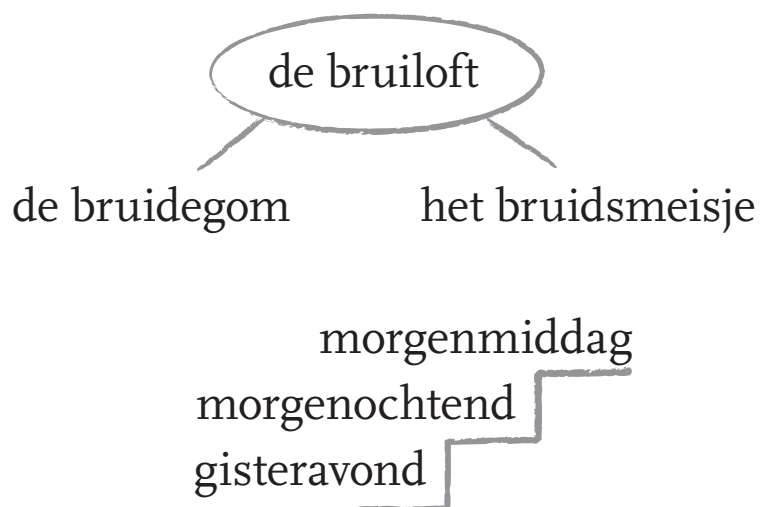 de bruiloft
de bruidegom
het bruidsmeisje
morgenmiddag
morgenochtend
gisteravond